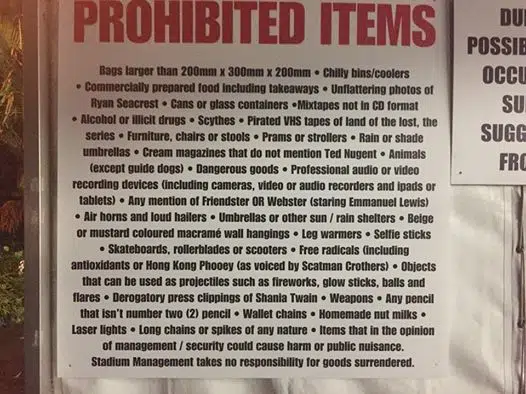 PROHIBITED ITEMS
Bags larger than 200mm x 300mm x 200mm • Chilly bins/coolers
• Commercially prepared food including takeaways • Unflattering photos of
Ryan Seacrest • Cans or glass containers •Mixtapes not in CD format
• Alcohol or illicit drugs • Scythes • Pirated VHS tapes of land of the lost, the
series • Furniture, chairs or stools • Prams or strollers • Rain or shade
umbrellas • Cream magazines that do not mention Ted Nugent • Animals
(except guide dogs) • Dangerous goods • Professional audio or video
recording devices (including cameras, video or audio recorders and ipads or
tablets) • Any mention of Friendster OR Webster (staring Emmanuel Lewis)
• Air horns and loud hailers • Umbrellas or other sun / rain shelters • Beige
or mustard coloured macramé wall hangings • Leg warmers • Selfie sticks
• Skateboards, rollerblades or scooters • Free radicals (including
antioxidants or Hong Kong Phooey (as voiced by Scatman Crothers) • Objects
that can be used as projectiles such as fireworks, glow sticks, balls and
flares • Derogatory press clippings of Shania Twain • Weapons • Any pencil
that isn't number two (2) pencil • Wallet chains • Homemade nut milks •
Laser lights • Long chains or spikes of any nature • Items that in the opinion
of management / security could cause harm or public nuisance.
Stadium Management takes no responsibility for goods surrendered.
DU
POSSIB
OCCU
SU
SUGG
FRO